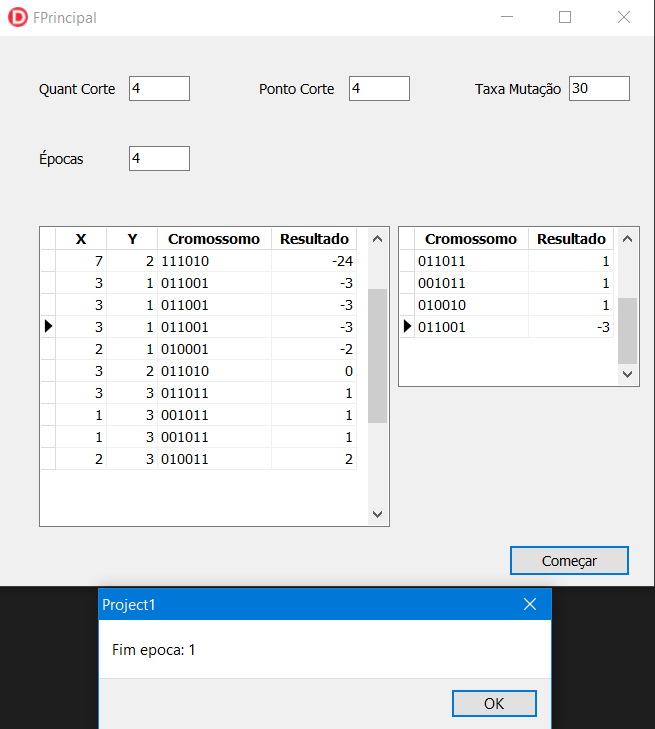 FPrincipal
Quant Corte 4 Ponto Corte 4 Taxa Mutação 30
Épocas 4
X Y Cromossomo Resultado
7 2 111010 -24
3 1 011001 -3
3 1 011001 -3
3 1 011001 -3
2 1 010001 -2
3 2 011010 0
3 3 011011 1
1 3 001011 1
1 3 001011 1
2 3 010011 2
Cromossomo Resultado
011011 1
001011 1
010010 1
011001 -3
Começar
Project1
Fim epoca: 1
OK